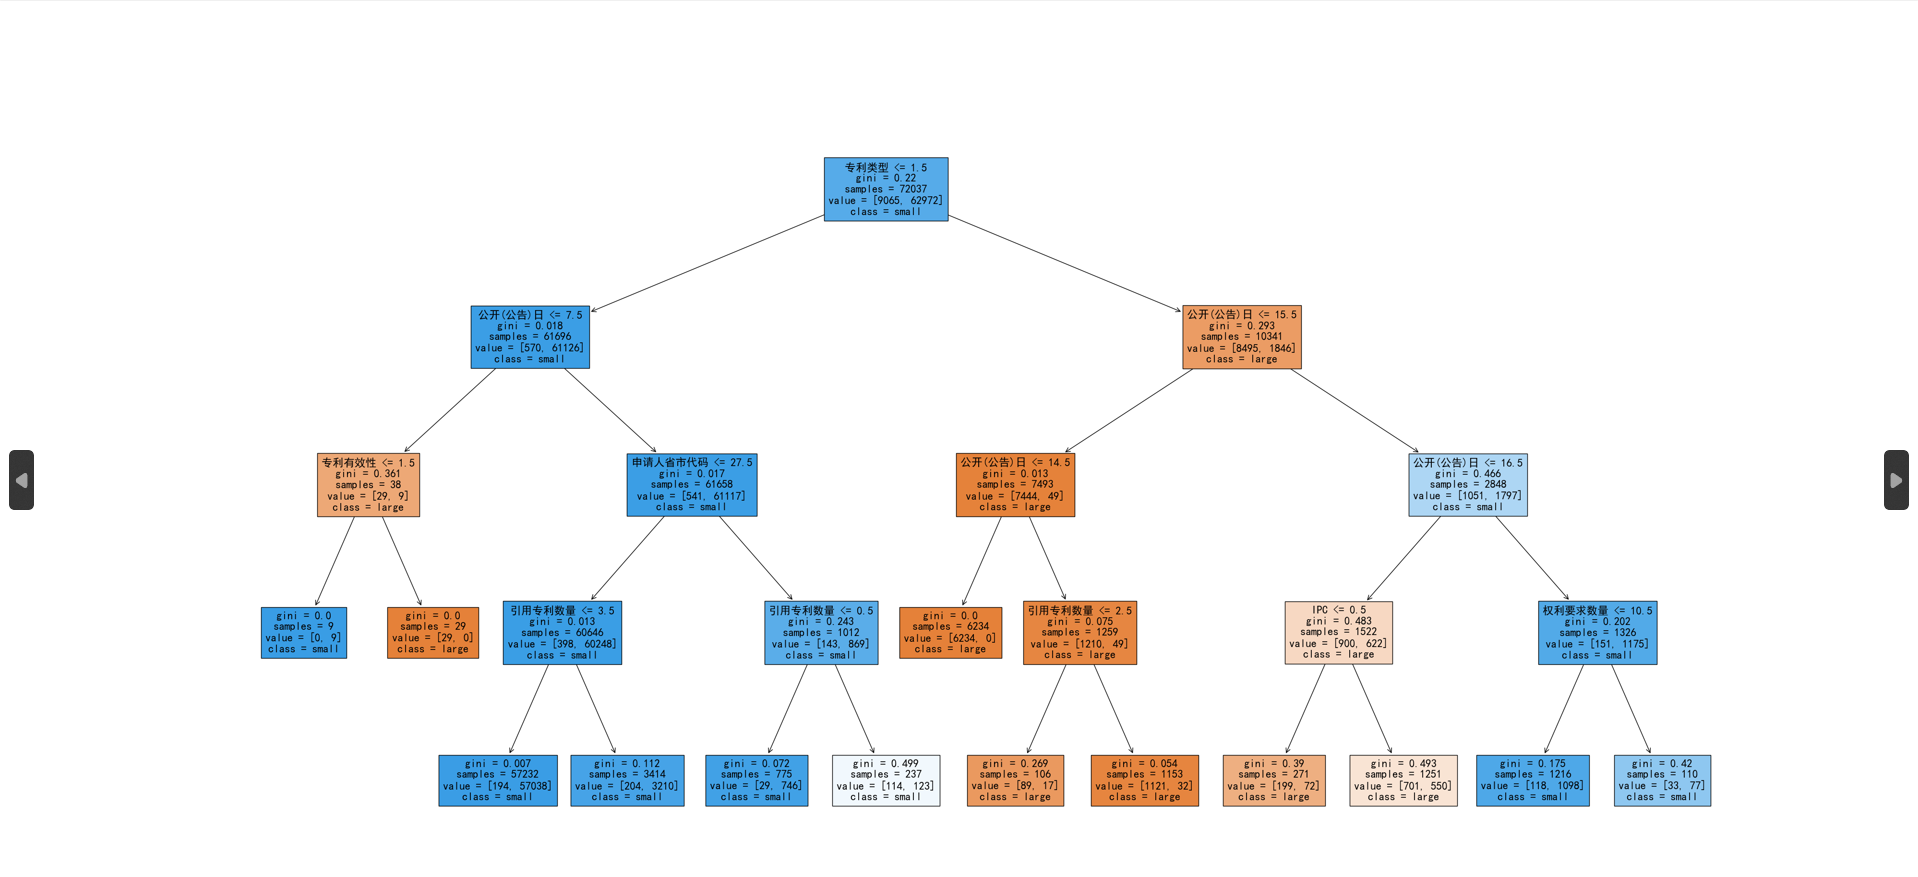 专利类型 <= 1.5
gini = 0.22
samples = 72037
value = [9065, 62972]
class = small
公开(公告)日 <= 7.5
gini = 0.018
samples = 61696
value = [570, 61126]
class = small
公开(公告)日 <= 15.5
gini = 0.293
samples = 10341
value = [8495, 1846]
class = large
专利有效性 <= 1.5
gini = 0.361
samples = 38
value = [29, 9]
class = large
申请人省市代码 <= 27.5
gini = 0.017
samples = 61658
value = [541, 61117]
class = small
公开(公告)日 <= 14.5
gini = 0.013
samples = 7493
value = [7444, 49]
class = large
公开(公告)日 <= 16.5
gini = 0.466
samples = 2848
value = [1051, 1797]
class = small
gini = 0.0
samples = 9
value = [0, 9]
class = small
gini = 0.0
samples = 29
value = [29, 0]
class = large
引用专利数量 <= 3.5
gini = 0.013
samples = 60646
value = [398, 60248]
class = small
引用专利数量 <= 0.5
gini = 0.243
samples = 1012
value = [143, 869]
class = small
gini = 0.0
samples = 6234
value = [6234, 0]
class = large
引用专利数量 <= 2.5
gini = 0.075
samples = 1259
value = [1210, 49]
class = large
IPC <= 0.5
gini = 0.483
samples = 1522
value = [900, 622]
class = large
权利要求数量 <= 10.5
gini = 0.202
samples = 1326
value = [151, 1175]
class = small
gini = 0.007
samples = 57232
value = [194, 57038]
class = small
gini = 0.112
samples = 3414
value = [204, 3210]
class = small
gini = 0.072
samples = 775
value = [29, 746]
class = small
gini = 0.499
samples = 237
value = [114, 123]
class = small
gini = 0.269
samples = 106
value = [89, 17]
class = large
gini = 0.054
samples = 1153
value = [1121, 32]
class = large
gini = 0.39
samples = 271
value = [199, 72]
class = large
gini = 0.493
samples = 1251
value = [701, 550]
class = large
gini = 0.175
samples = 1216
value = [118, 1098]
class = small
gini = 0.42
samples = 110
value = [33, 77]
class = small